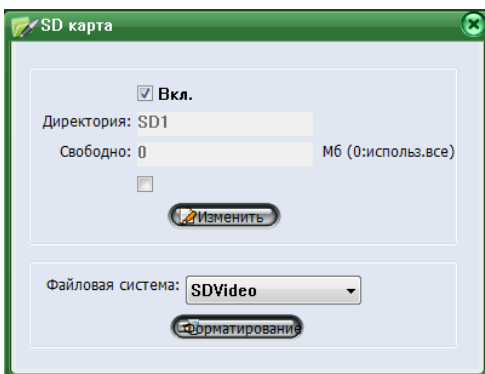 SD карта
Вкл.
Директория: SD1
Свободно: 0 Мб (0:использ.все)
Изменить
Файловая система: SDVideo
Форматирование